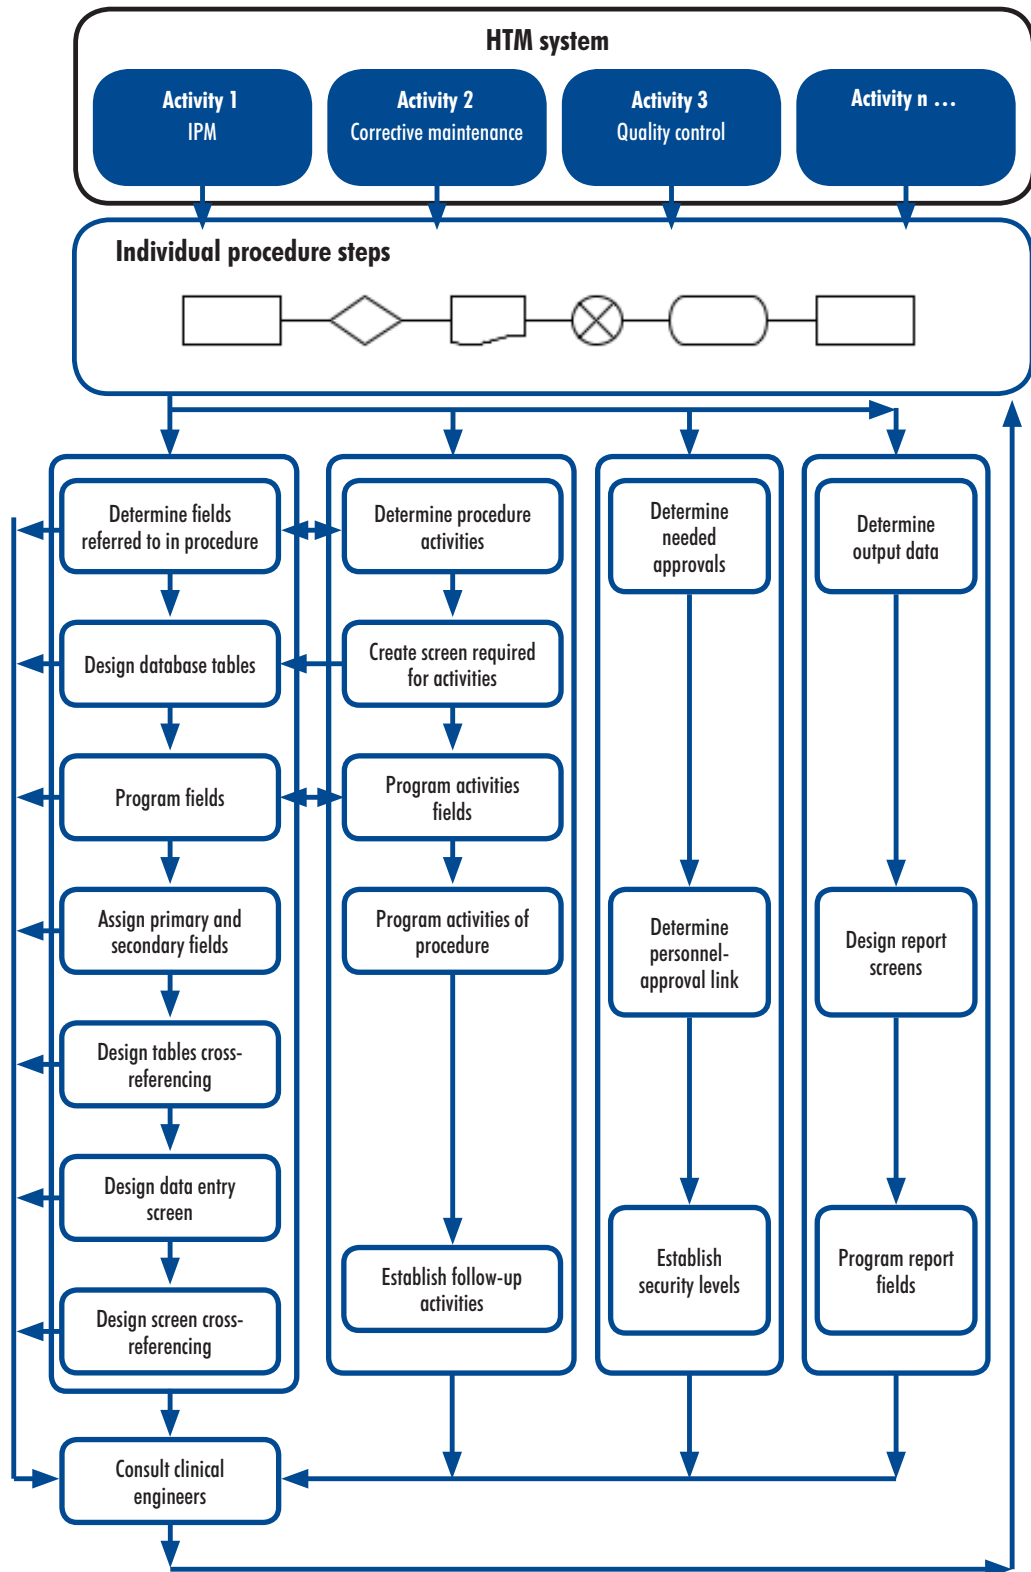 HTM system
Activity 1
IPM
Activity 2
Corrective maintenance
Activity 3
Quality control
Activity n ...
Individual procedure steps
Determine fields
referred to in procedure
Design database tables
Program fields
Assign primary and
secondary fields
Design tables cross-
referencing
Design data entry
screen
Design screen cross-
referencing
Determine procedure
activities
Create screen required
for activities
Program activities
fields
Program activities of
procedure
Establish follow-up
activities
Determine
needed
approvals
Determine
personnel-
approval link
Establish
security levels
Determine
output data
Design report
screens
Program report
fields
Consult clinical
engineers